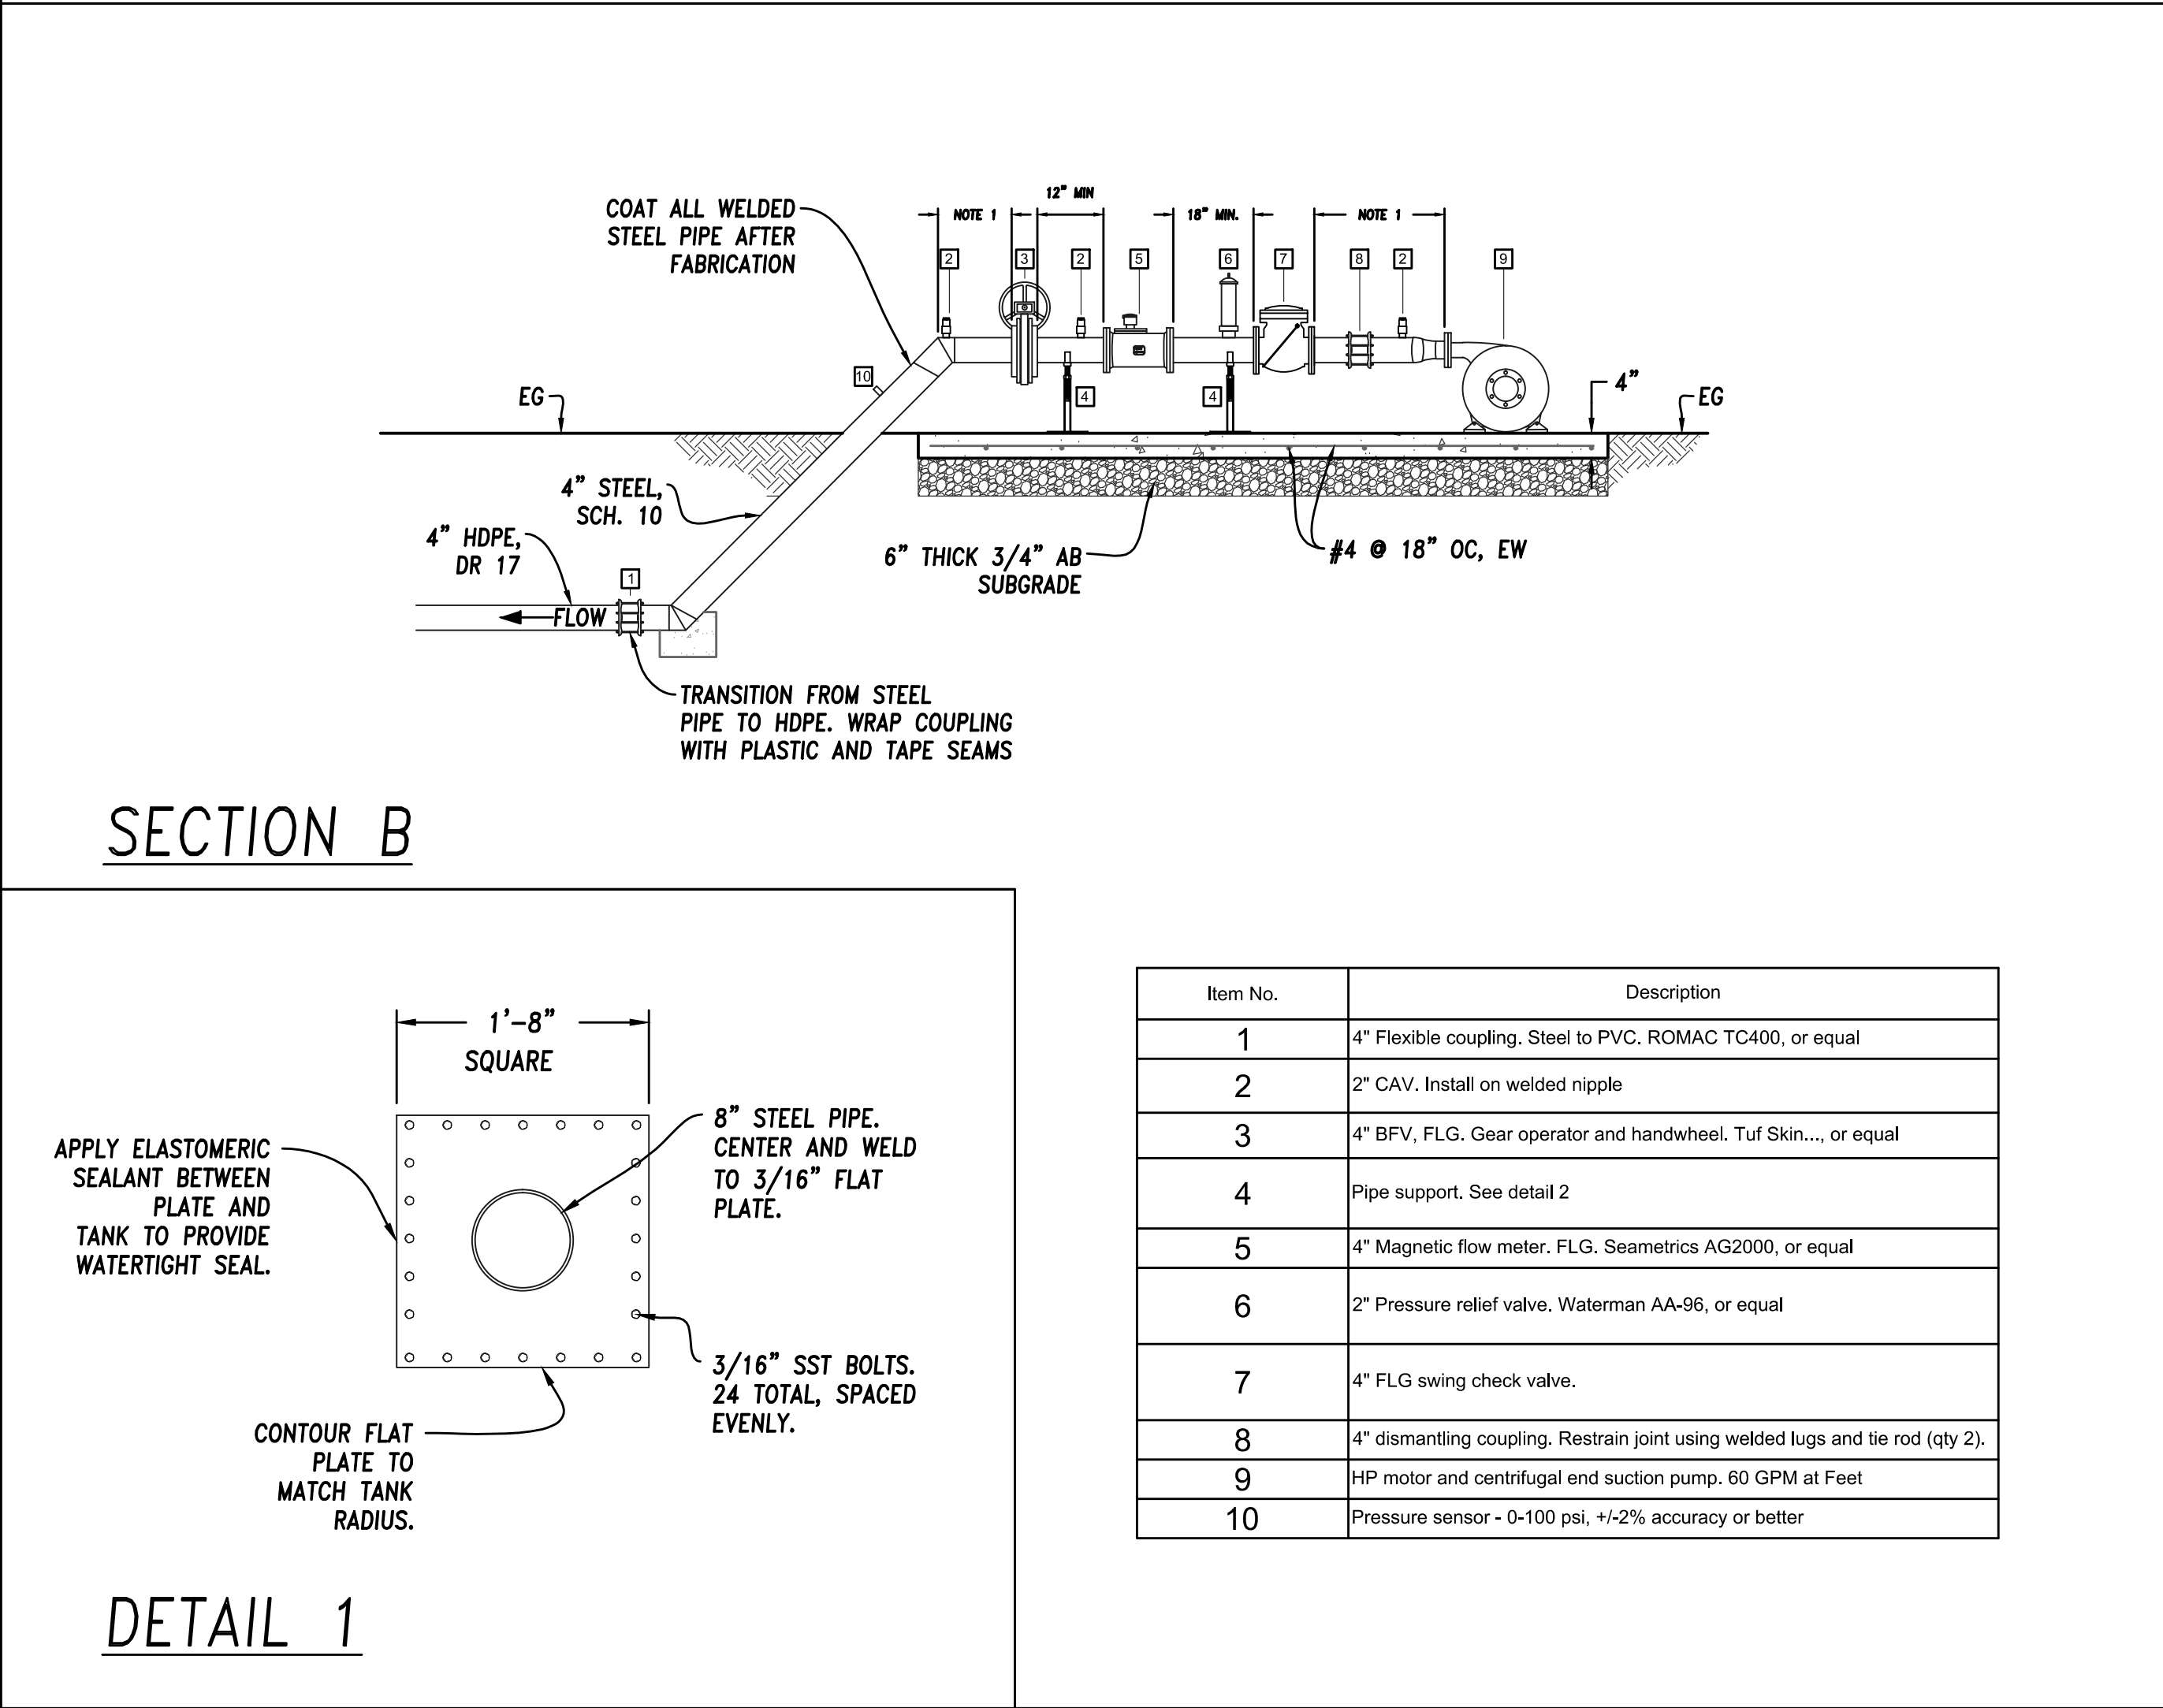 12” MIN
COAT ALL WELDED
STEEL PIPE AFTER
FABRICATION
NOTE 1
18” MIN.
NOTE 1
2
3
2
5
6
7
8
2
9
10
4
4
4”
EG
EG
4” STEEL,
SCH. 10
4” HDPE,
DR 17
6” THICK 3/4” AB
SUBGRADE
#4 @ 18” OC, EW
1
FLOW
TRANSITION FROM STEEL
PIPE TO HDPE. WRAP COUPLING
WITH PLASTIC AND TAPE SEAMS
SECTION B
1’-8”
SQUARE
APPLY ELASTOMERIC
SEALANT BETWEEN
PLATE AND
TANK TO PROVIDE
WATERTIGHT SEAL.
8” STEEL PIPE.
CENTER AND WELD
TO 3/16” FLAT
PLATE.
3/16” SST BOLTS.
24 TOTAL, SPACED
EVENLY.
CONTOUR FLAT
PLATE TO
MATCH TANK
RADIUS.
DETAIL 1
Item No. Description
1 4" Flexible coupling. Steel to PVC. ROMAC TC400, or equal
2 2" CAV. Install on welded nipple
3 4" BFV, FLG. Gear operator and handwheel. Tuf Skin..., or equal
4 Pipe support. See detail 2
5 4" Magnetic flow meter. FLG. Seametrics AG2000, or equal
6 2" Pressure relief valve. Waterman AA-96, or equal
7 4" FLG swing check valve.
8 4" dismantling coupling. Restrain joint using welded lugs and tie rod (qty 2).
9 HP motor and centrifugal end suction pump. 60 GPM at Feet
10 Pressure sensor - 0-100 psi, +/-2% accuracy or better